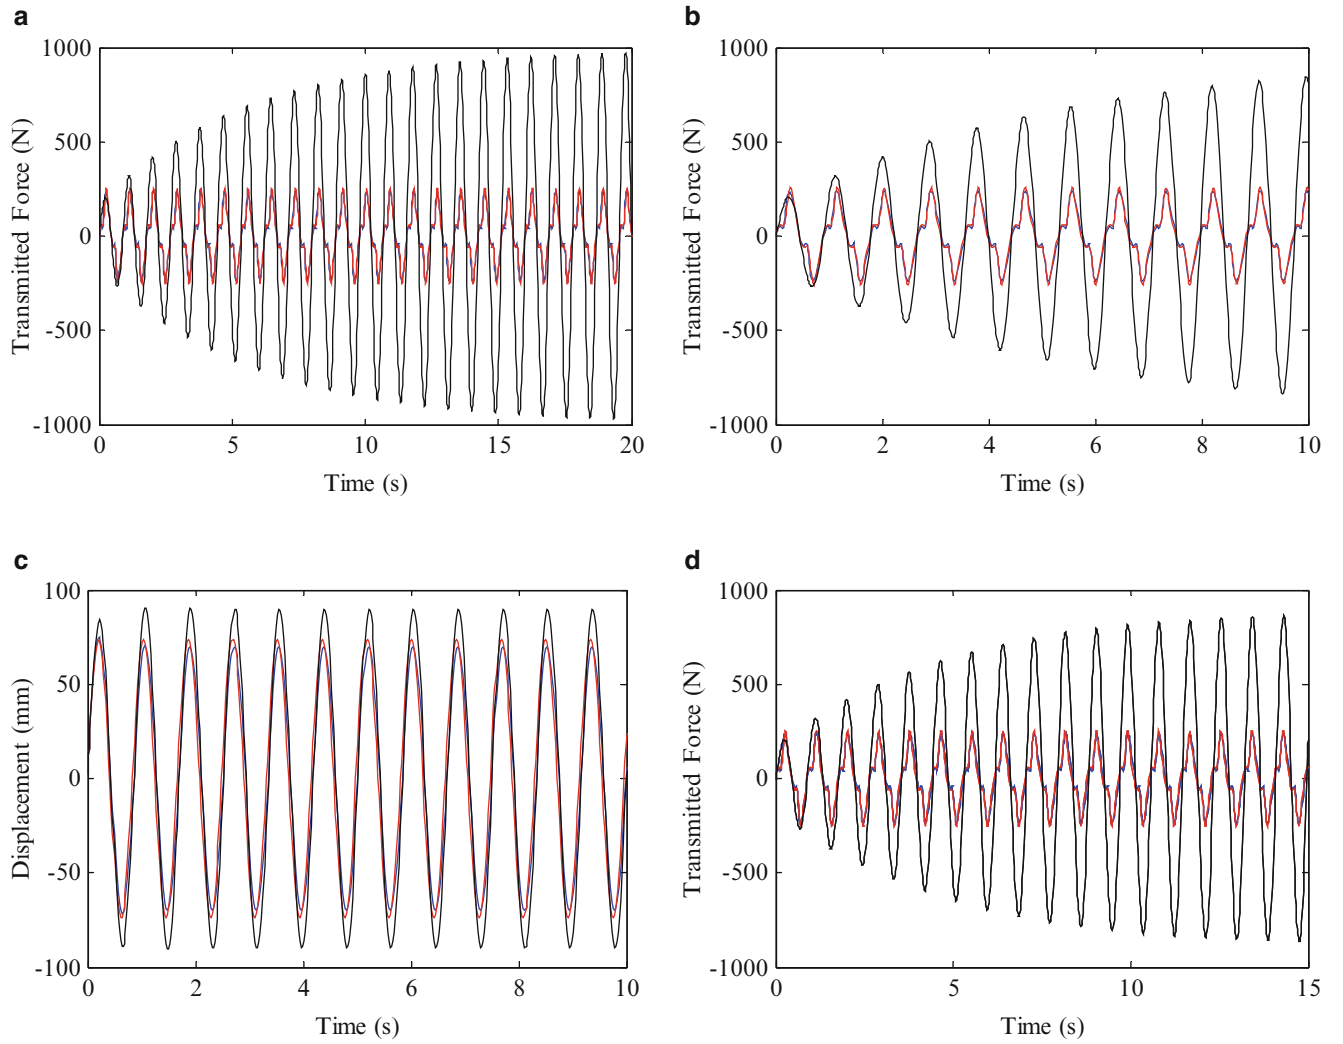 a
1000
500
0
-500
-1000
Transmitted Force (N)
0 5 10 15 20
Time (s)
b
1000
500
0
-500
-1000
Transmitted Force (N)
0 2 4 6 8 10
Time (s)
c
100
50
0
-50
-100
Displacement (mm)
0 2 4 6 8 10
Time (s)
d
1000
500
0
-500
-1000
Transmitted Force (N)
0 5 10 15
Time (s)